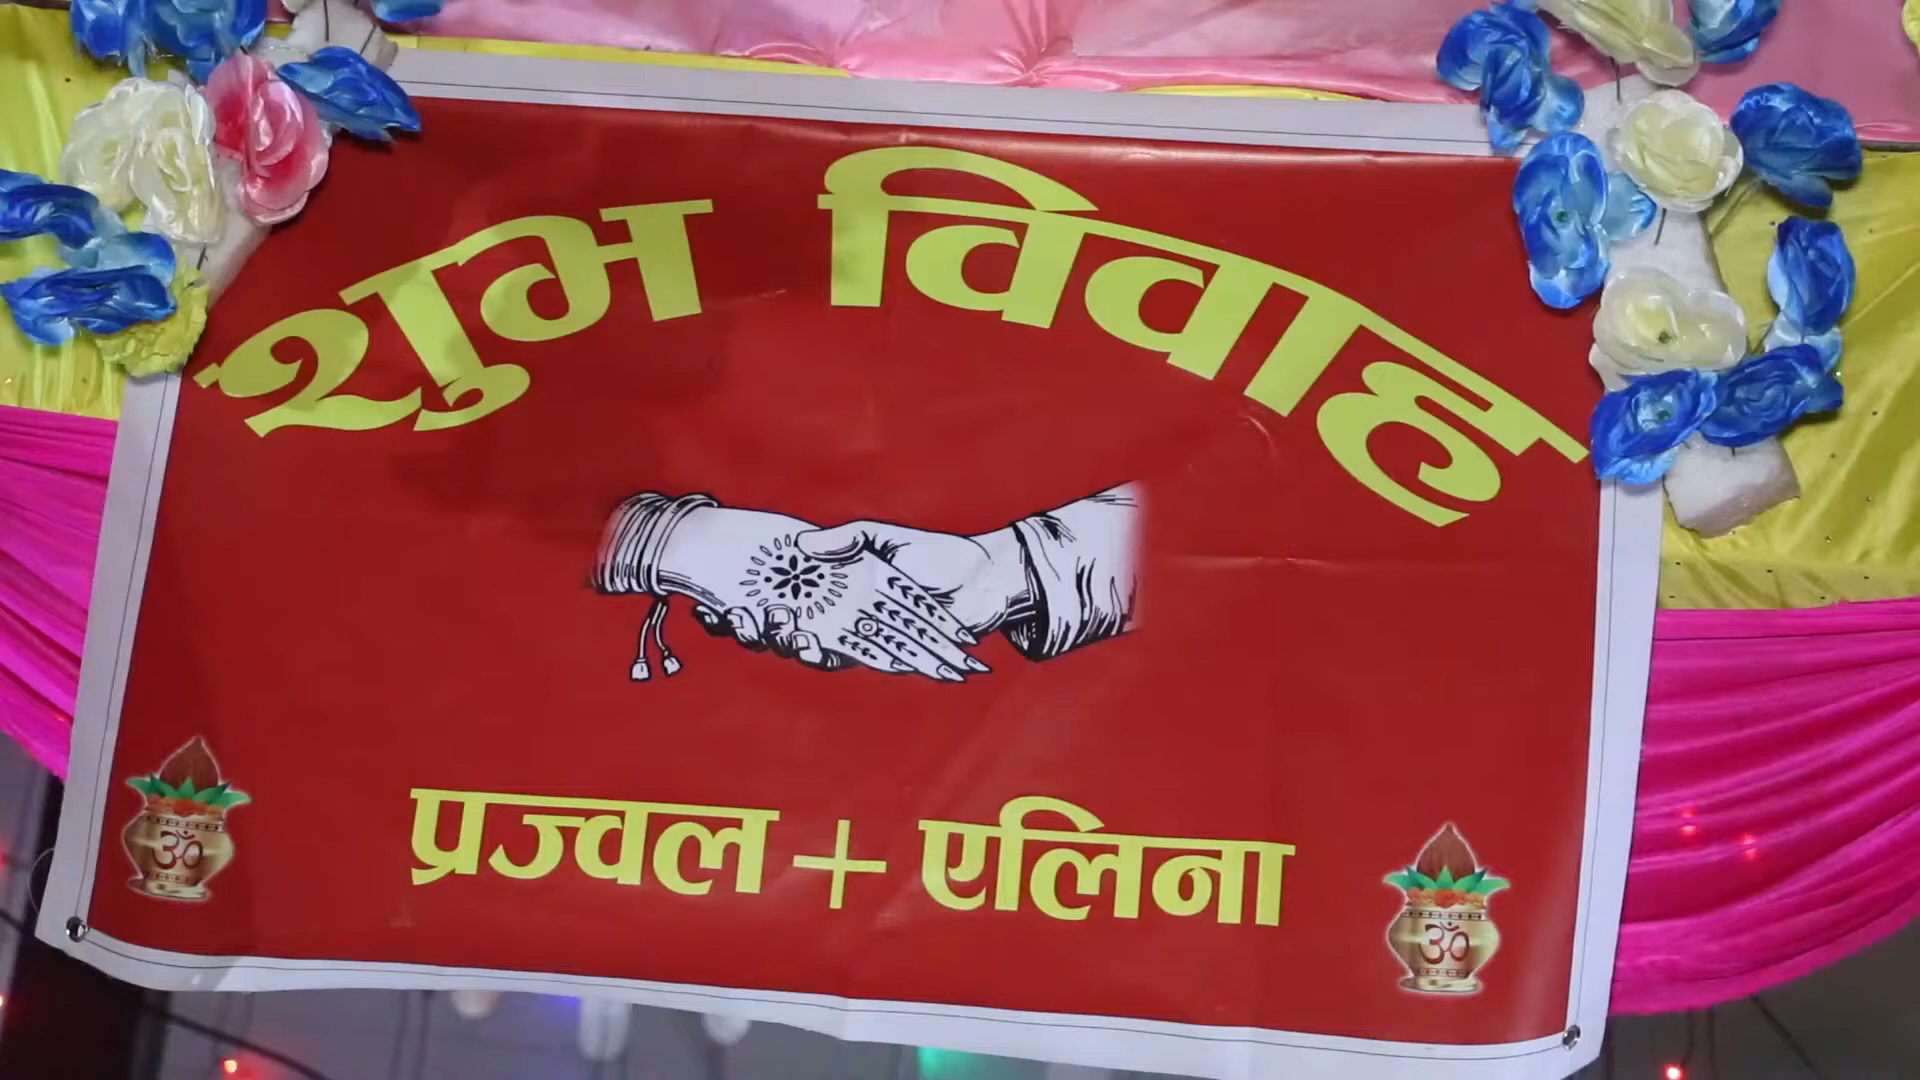 शुभ विवाह
प्रज्वल + एलिना
ॐ
ॐ